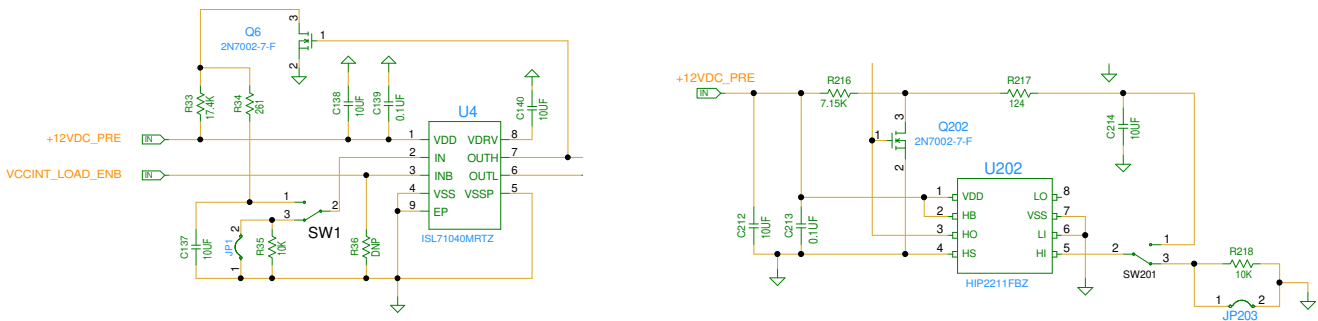 Q6
2N7002-7-F
3
1
2
R33
17.4K
R34
261
C138
10UF
C139
0.1UF
C140
10UF
U4
+12VDC_PRE
IN
VCCINT_LOAD_ENB
IN
1 VDD VDRV 8
2 IN OUTH 7
3 INB OUTL 6
4 VSS VSSP 5
9 EP
ISL71040MRTZ
1
2
3
SW1
C137
10UF
JP1
2
1
R35
10K
R36
DNP
+12VDC_PRE
IN
R216
7.15K
R217
124
C214
10UF
3
1
2
Q202
2N7002-7-F
U202
C212
10UF
C213
0.1UF
1 VDD LO 8
2 HB VSS 7
3 HO LI 6
4 HS HI 5
HIP2211FBZ
2
1
3
SW201
R218
10K
1 2
JP203